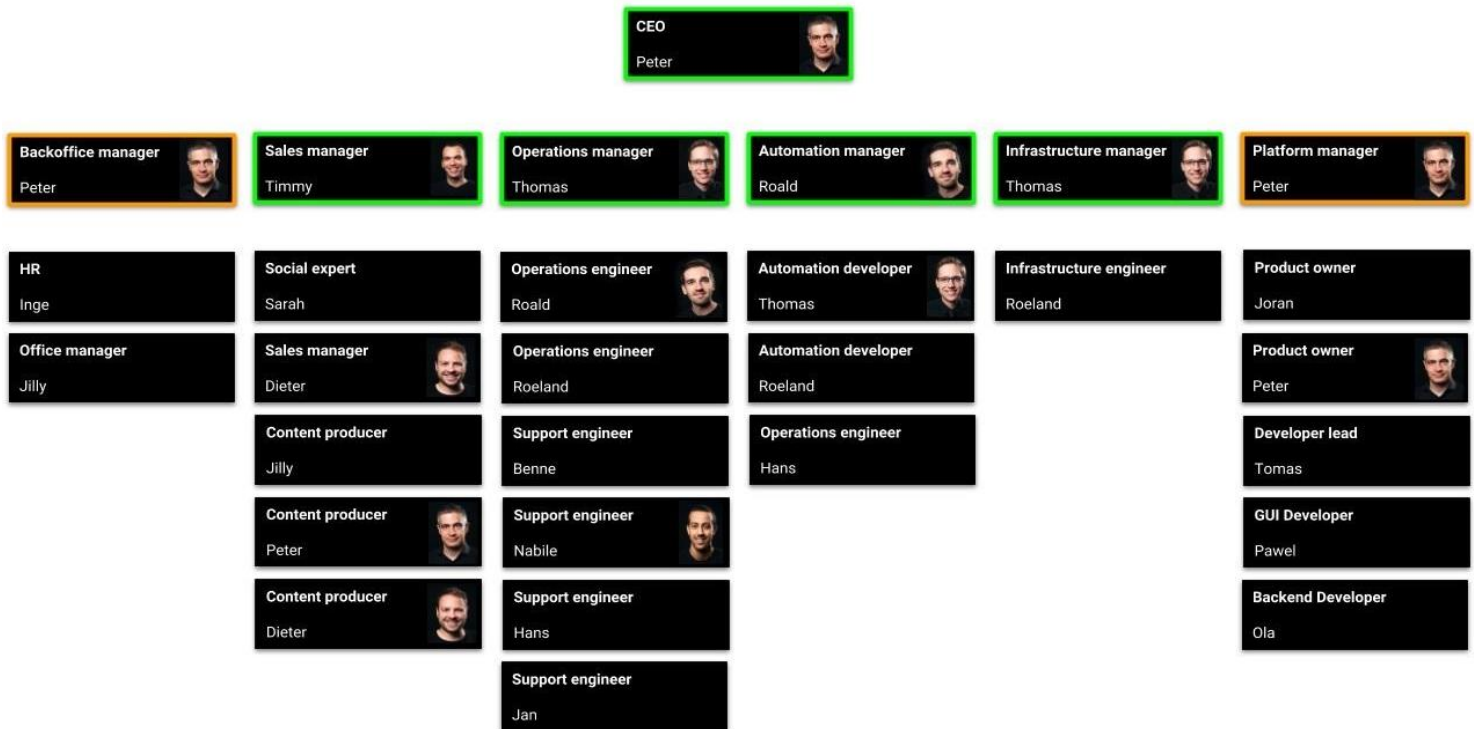 CEO
Peter
Backoffice manager
Peter
Sales manager
Timmy
Operations manager
Thomas
Automation manager
Roald
Infrastructure manager
Thomas
Platform manager
Peter
HR
Inge
Office manager
Jilly
Social expert
Sarah
Sales manager
Dieter
Content producer
Jilly
Content producer
Peter
Content producer
Dieter
Operations engineer
Roald
Operations engineer
Roeland
Support engineer
Benne
Support engineer
Nabile
Support engineer
Hans
Support engineer
Jan
Automation developer
Thomas
Automation developer
Roeland
Operations engineer
Hans
Infrastructure engineer
Roeland
Product owner
Joran
Product owner
Peter
Developer lead
Tomas
GUI Developer
Pawel
Backend Developer
Ola